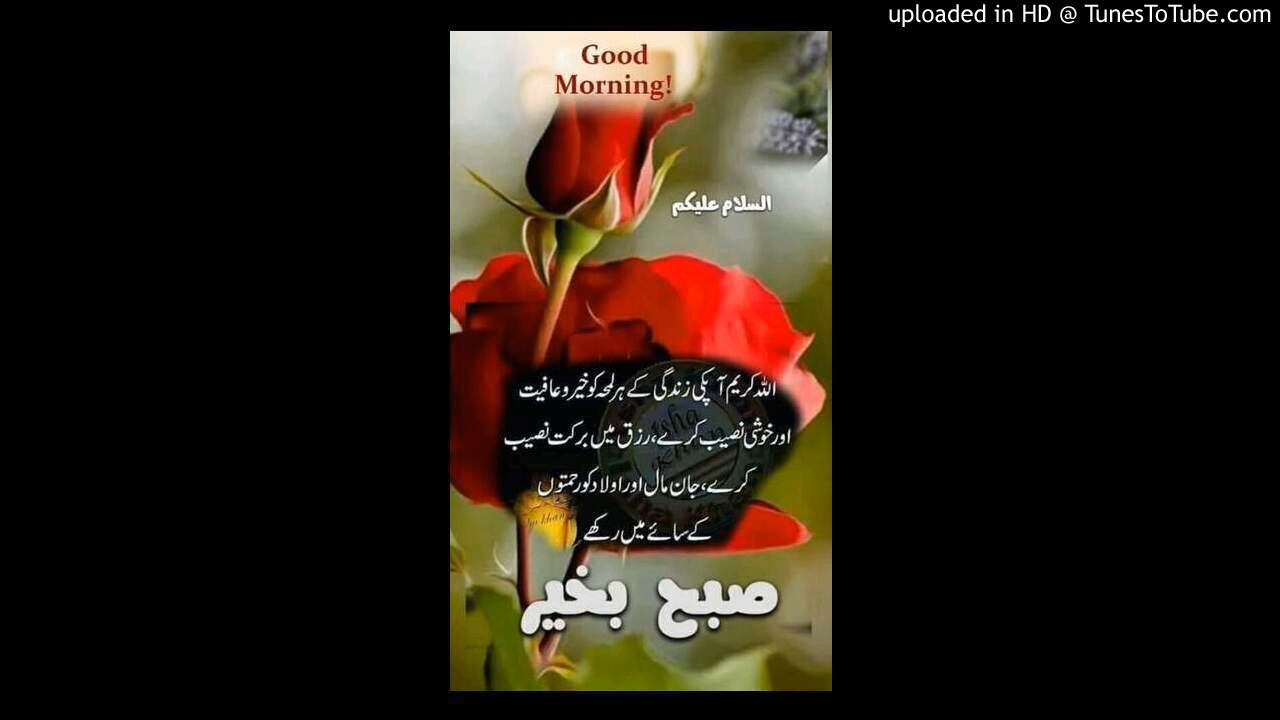 uploaded in HD @ TunesToTube.com
Good
Morning!
السلام علیکم
اللہ کریم آپکی زندگی کے ہر لمحہ کو خیر و عافیت
اور خوشی نصیب کرے، رزق میں برکت نصیب
کرے، جان مال اور اولاد کو رحمتوں
کے سائے میں رکھے
صبح بخیر